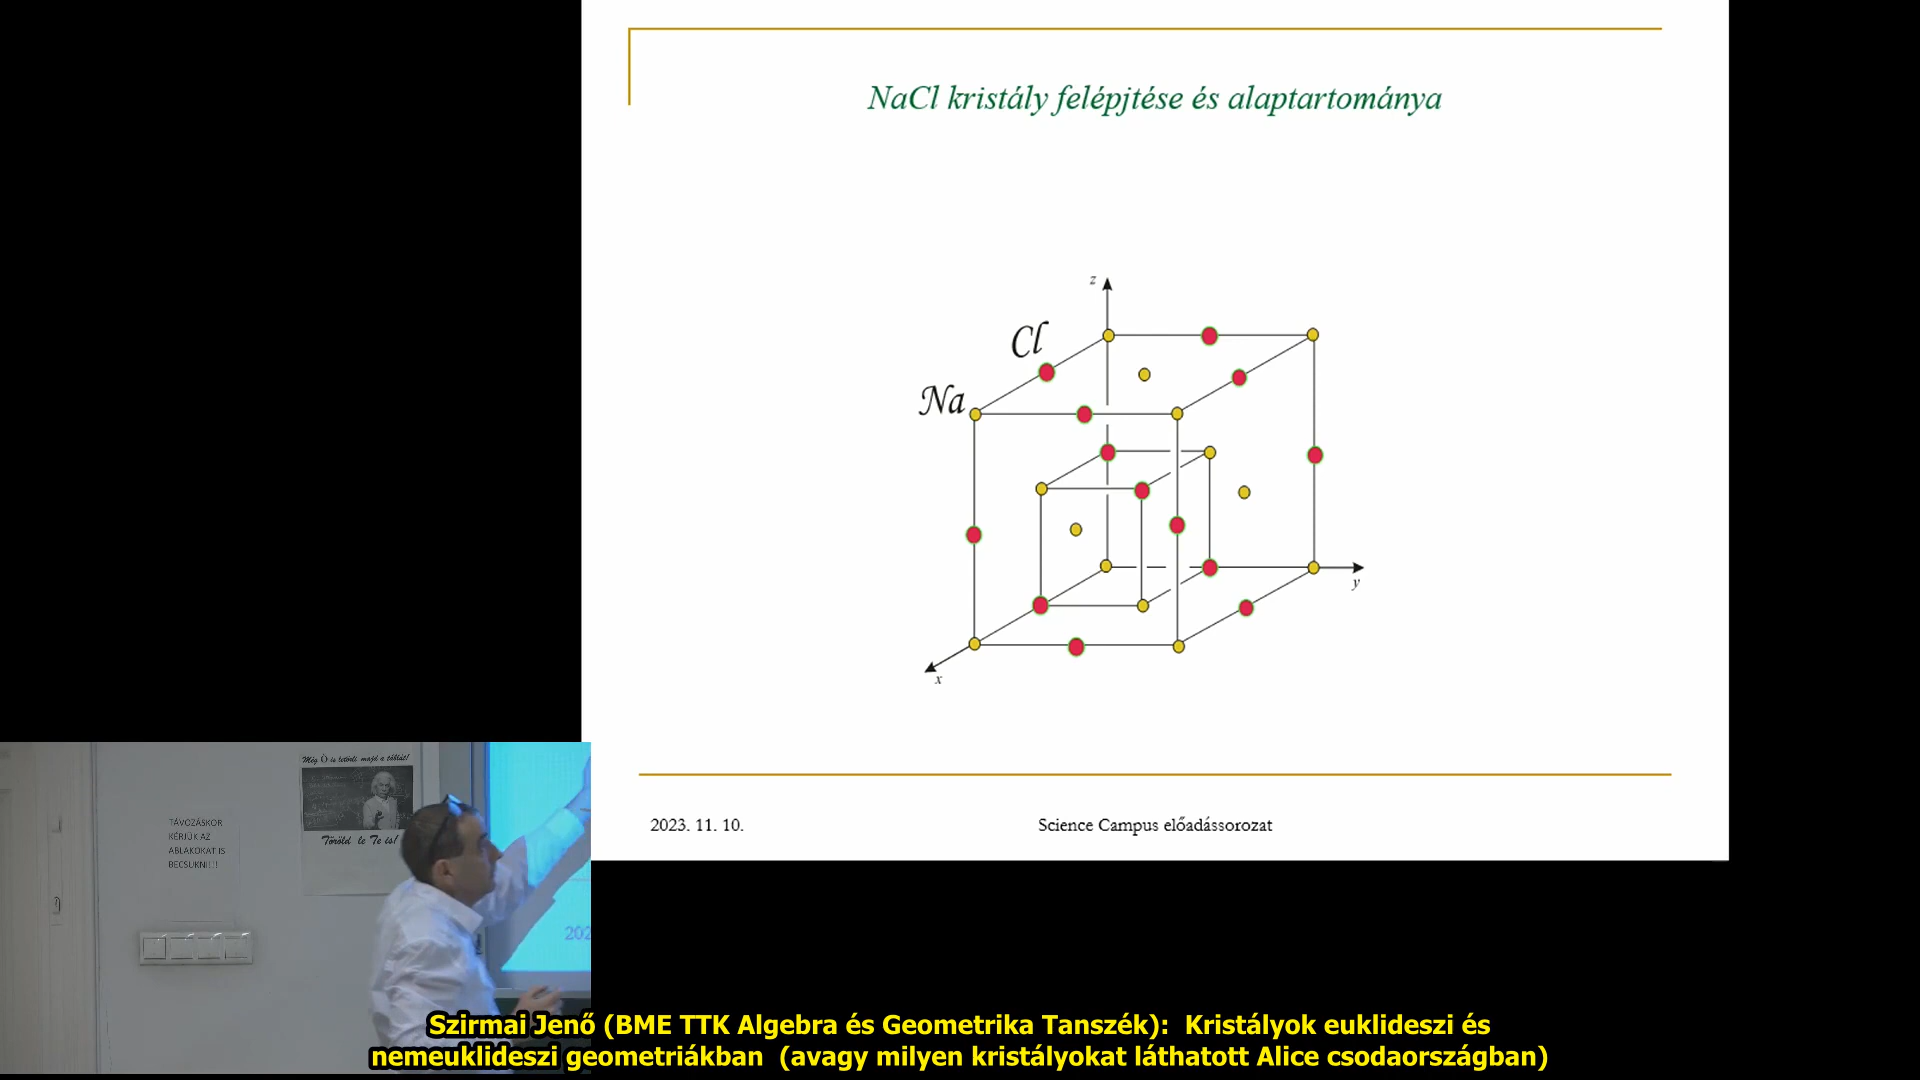 NaCl kristály felépjtése és alaptartománya
z
Cl
Na
y
x
2023. 11. 10.
Science Campus előadássorozat
Még Ő is letörli majd a táblát!
Töröld le Te is!
TÁVOZÁSKOR
KÉRJÜK AZ
ABLAKOKAT IS
BECSUKNI!!!
202
Szirmai Jenő (BME TTK Algebra és Geometrika Tanszék): Kristályok euklideszi és
nemeuklideszi geometriákban (avagy milyen kristályokat láthatott Alice csodaországban)